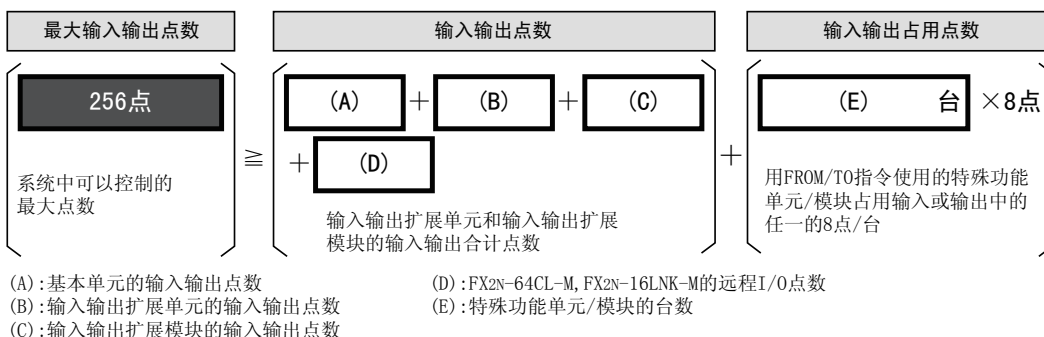 最大输入输出点数
输入输出点数
输入输出占用点数
256点
(A) + (B) + (C)
+ (D)
(E) 台 ×8点
≧
+
系统中可以控制的
最大点数
输入输出扩展单元和输入输出扩展
模块的输入输出合计点数
用FROM/TO指令使用的特殊功能
单元/模块占用输入或输出中的
任一的8点/台
(A):基本单元的输入输出点数
(B):输入输出扩展单元的输入输出点数
(C):输入输出扩展模块的输入输出点数
(D):FX2N-64CL-M,FX2N-16LNK-M的远程I/O点数
(E):特殊功能单元/模块的台数